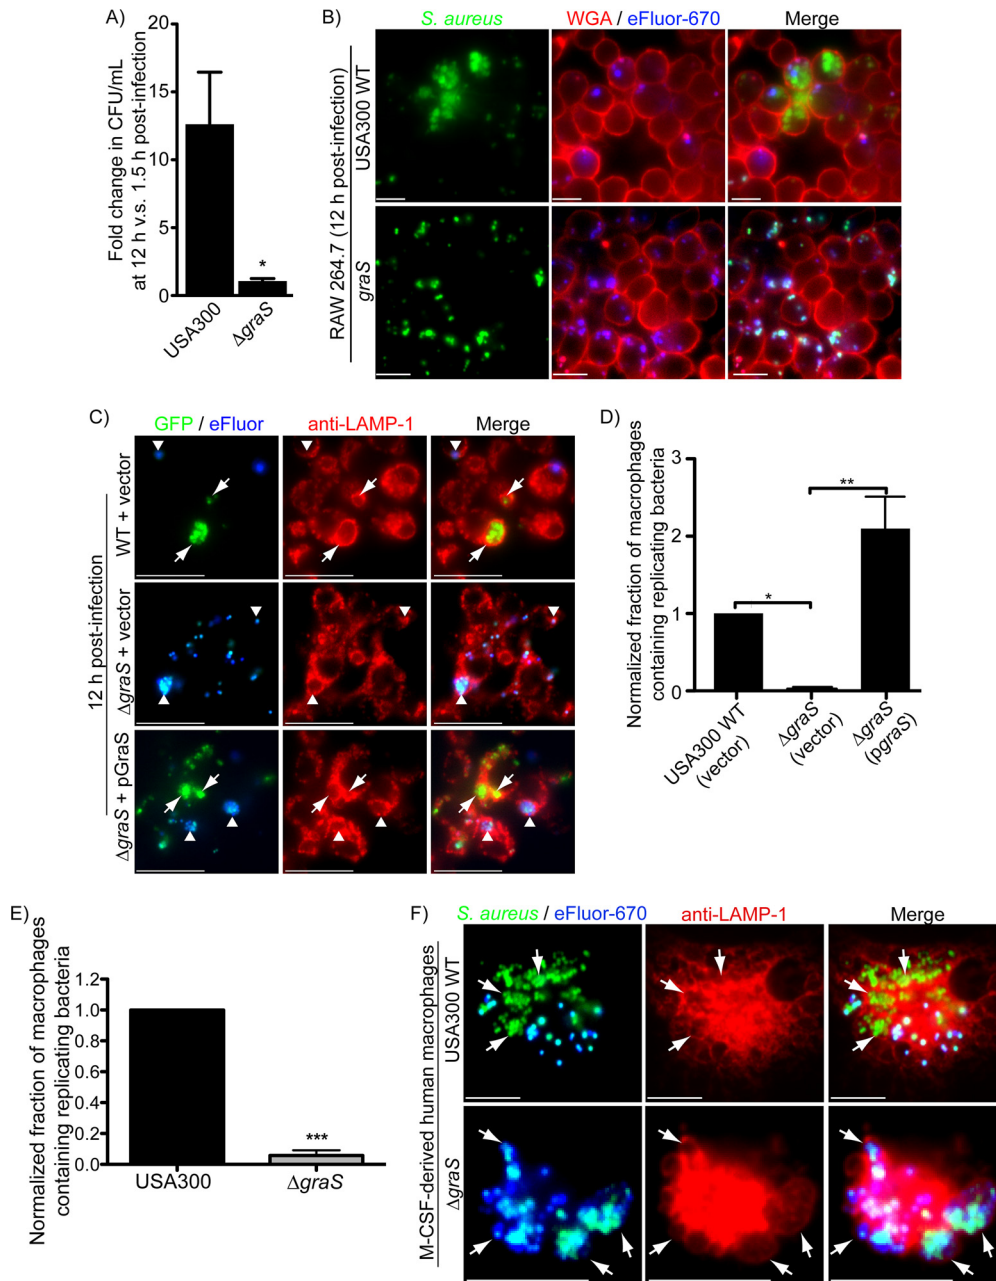 A)
20
15
10
5
0
Fold change in CFU/mL
at 12 h v.s. 1.5 h post-infection
*
USA300
ΔgraS
B)
S. aureus
WGA / eFluor-670
Merge
RAW 264.7 (12 h post-infection)
USA300 WT
graS
C)
GFP / eFluor
anti-LAMP-1
Merge
12 h post-infection
WT + vector
ΔgraS + vector
ΔgraS + pGraS
D)
Normalized fraction of macrophages
containing replicating bacteria
3
2
1
0
*
**
USA300 WT
(vector)
ΔgraS
(vector)
ΔgraS
(pgraS)
E)
Normalized fraction of macrophages
containing replicating bacteria
1.2
1.0
0.8
0.6
0.4
0.2
0.0
***
USA300
ΔgraS
F)
S. aureus / eFluor-670
anti-LAMP-1
Merge
M-CSF-derived human macrophages
USA300 WT
ΔgraS